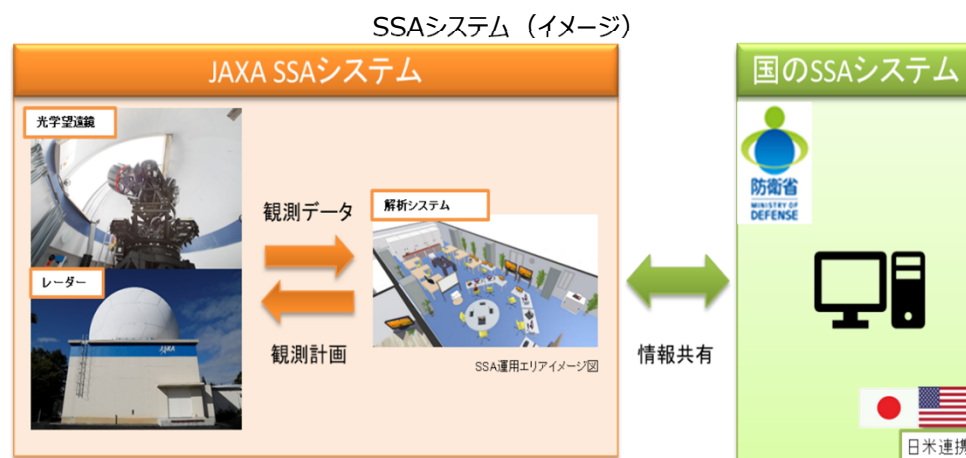 SSAシステム（イメージ）
JAXA SSAシステム
光学望遠鏡
レーダー
JAXA
観測データ
観測計画
解析システム
SSA運用エリアイメージ図
情報共有
国のSSAシステム
防衛省
MINISTRY OF
DEFENSE
日米連携